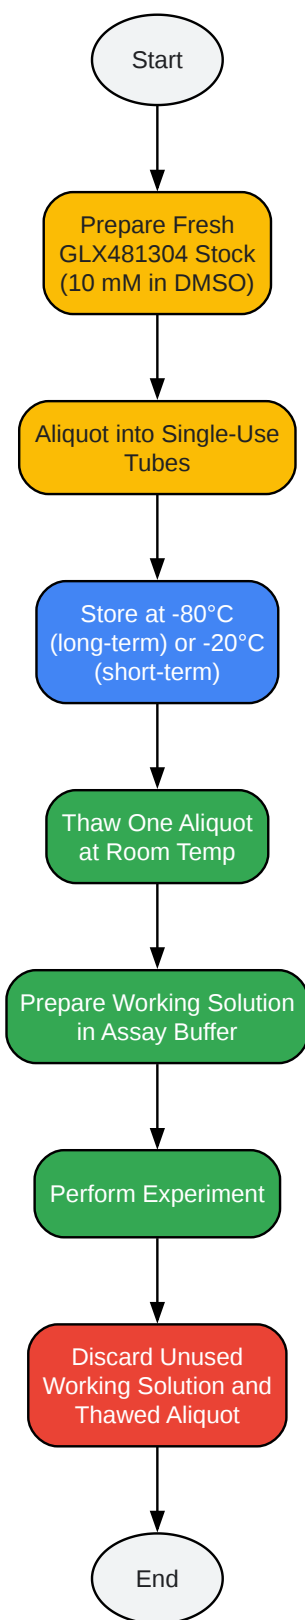 Start
Prepare Fresh
GLX481304 Stock
(10 mM in DMSO)
Aliquot into Single-Use
Tubes
Store at -80°C
(long-term) or -20°C
(short-term)
Thaw One Aliquot
at Room Temp
Prepare Working Solution
in Assay Buffer
Perform Experiment
Discard Unused
Working Solution and
Thawed Aliquot
End